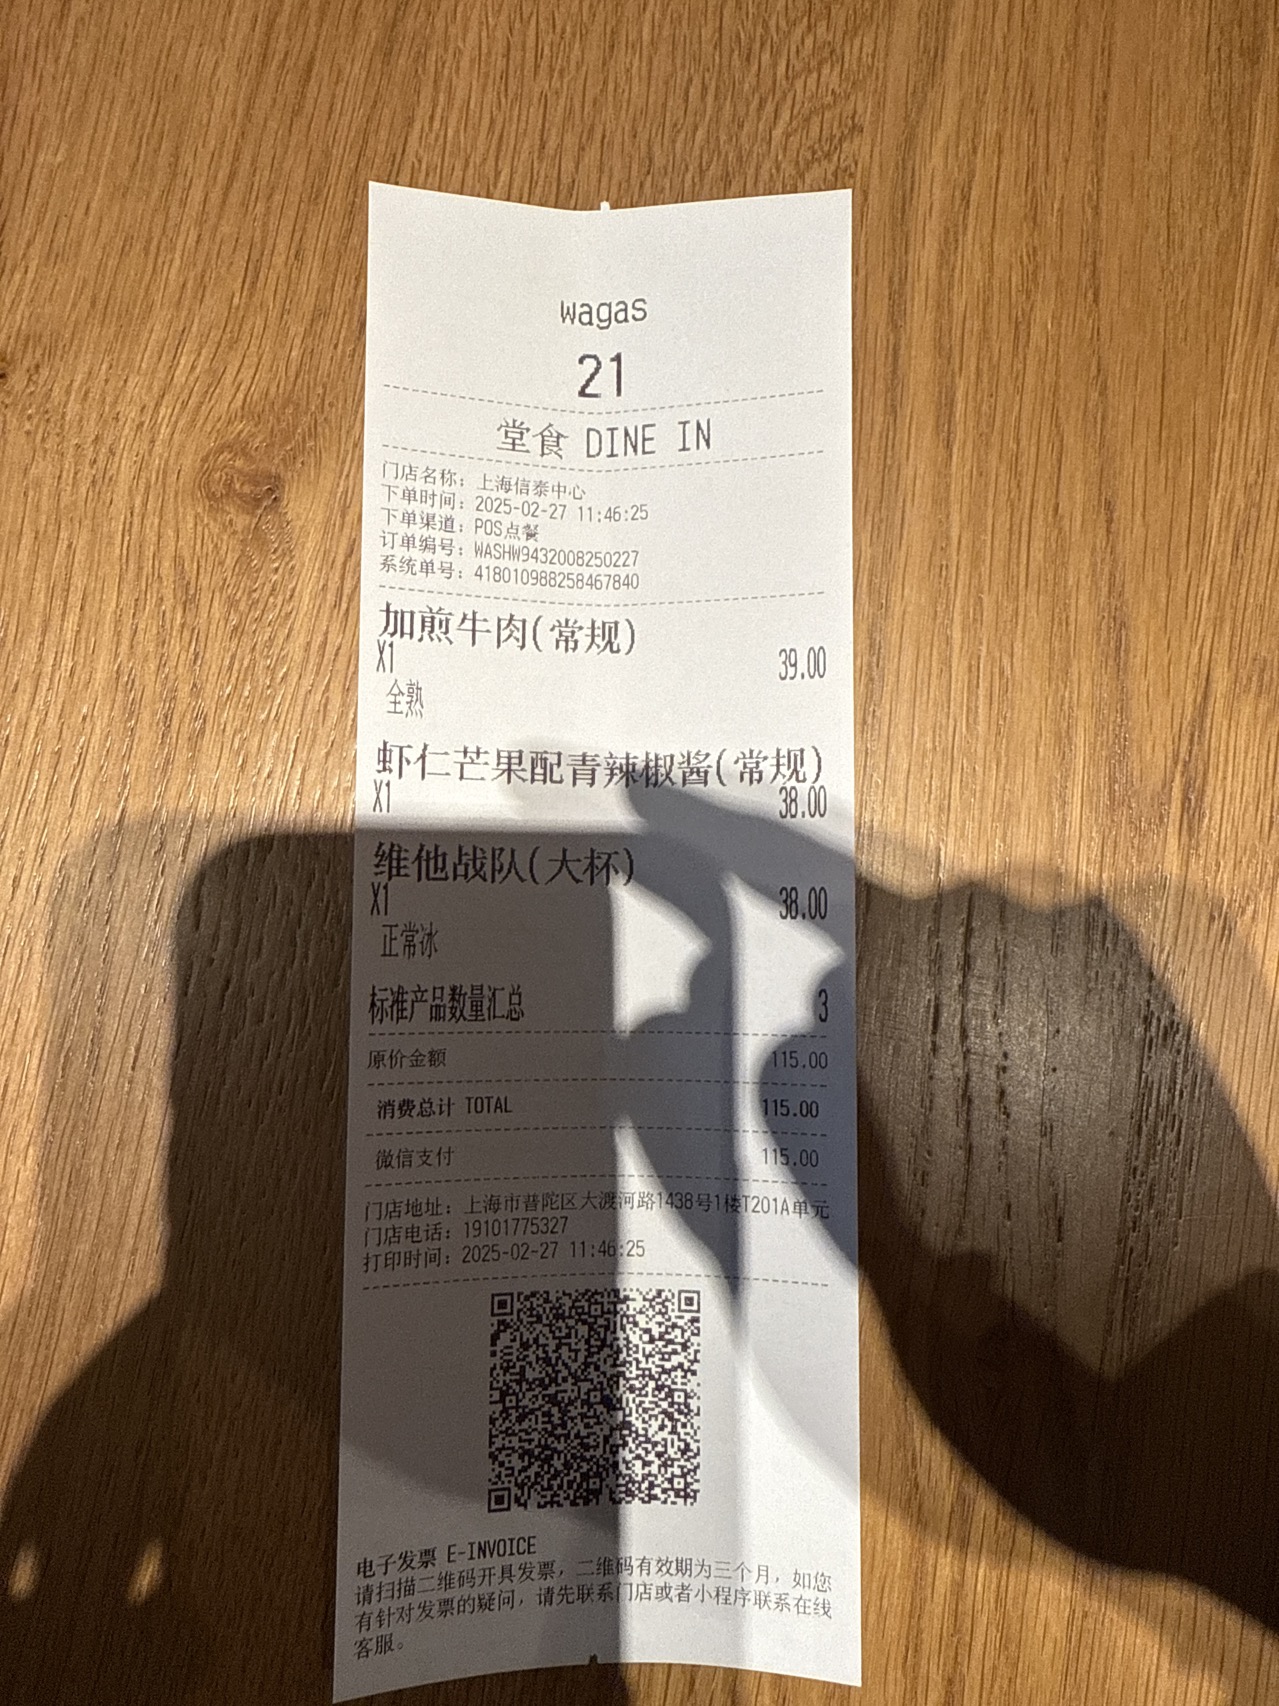 wagas
21
堂食 DINE IN
门店名称: 上海信泰中心
下单时间: 2025-02-27 11:46:25
下单渠道: POS点餐
订单编号: WASHW9432008250227
系统单号: 418010988258467840
加煎牛肉(常规)
X1 39.00
全熟
虾仁芒果配青辣椒酱(常规)
X1 38.00
维他战队(大杯)
X1 38.00
正常冰
标准产品数量汇总 3
原价金额 115.00
消费总计 TOTAL 115.00
微信支付 115.00
门店地址: 上海市普陀区大渡河路1438号1楼T201A单元
门店电话: 19101775327
打印时间: 2025-02-27 11:46:25
电子发票 E-INVOICE
请扫描二维码开具发票，二维码有效期为三个月，如您
有针对发票的疑问，请先联系门店或者小程序联系在线
客服。